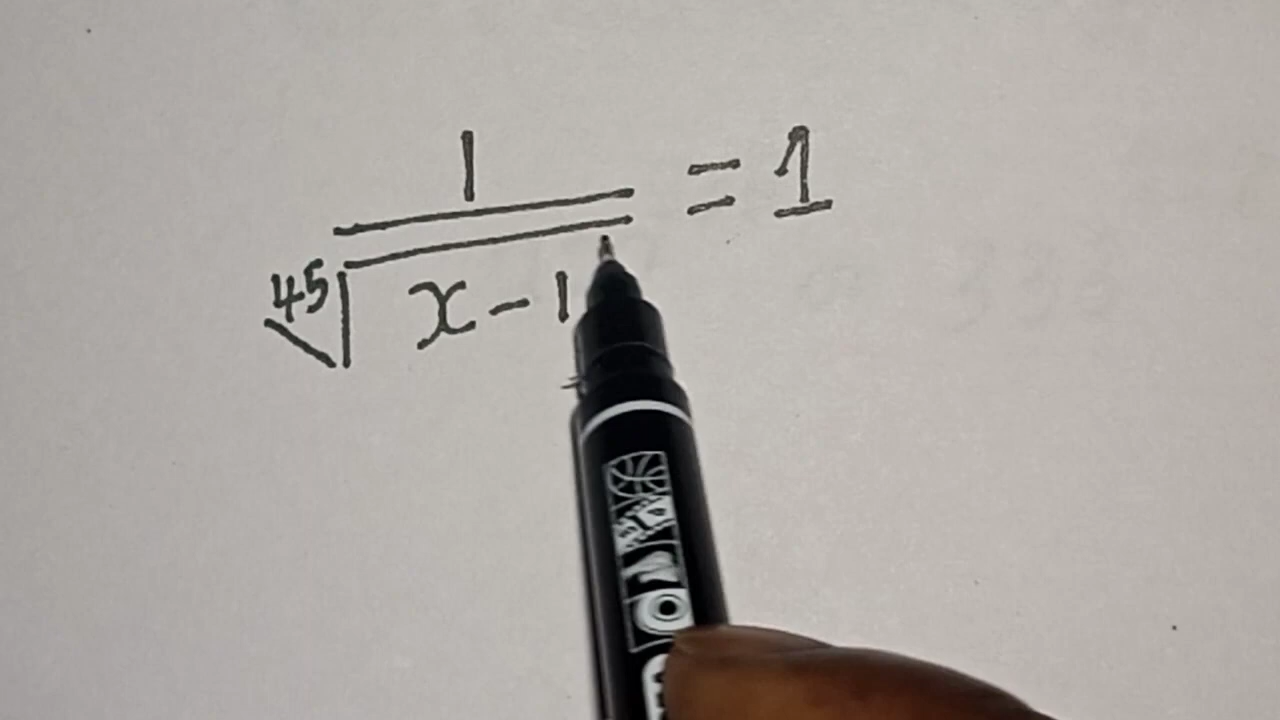 1 = 1
45√x-1